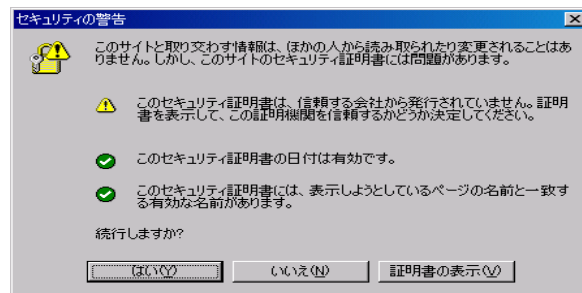 セキュリティの警告
このサイトと取り交わす情報は、ほかの人から読み取られたり変更されることはあ
りません。しかし、このサイトのセキュリティ証明書には問題があります。
このセキュリティ証明書は、信頼する会社から発行されていません。証明
書を表示して、この証明機関を信頼するかどうか決定してください。
このセキュリティ証明書の日付は有効です。
このセキュリティ証明書には、表示しようとしているページの名前と一致す
る有効な名前があります。
続行しますか?
はい(Y) いいえ(N) 証明書の表示(V)